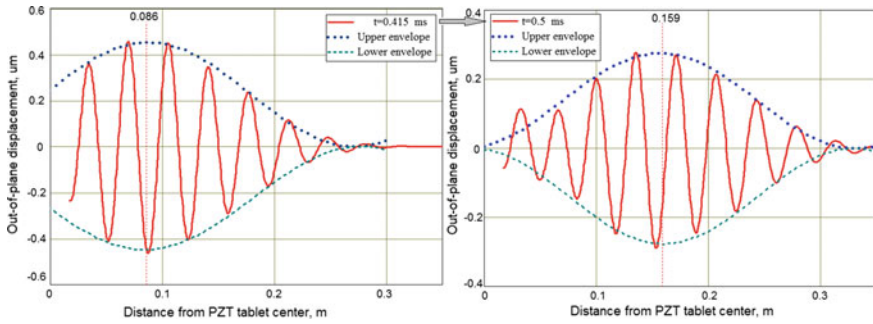 0.086
t=0.415 ms
Upper envelope
Lower envelope
0.6
0.4
0.2
0
-0.2
-0.4
-0.6
Out-of-plane displacement, um
0
0.1
0.2
0.3
Distance from PZT tablet center, m
0.159
t=0.5 ms
Upper envelope
Lower envelope
0.4
0.2
0
-0.2
-0.4
Out-of-plane displacement, um
0
0.1
0.2
0.3
Distance from PZT tablet center, m